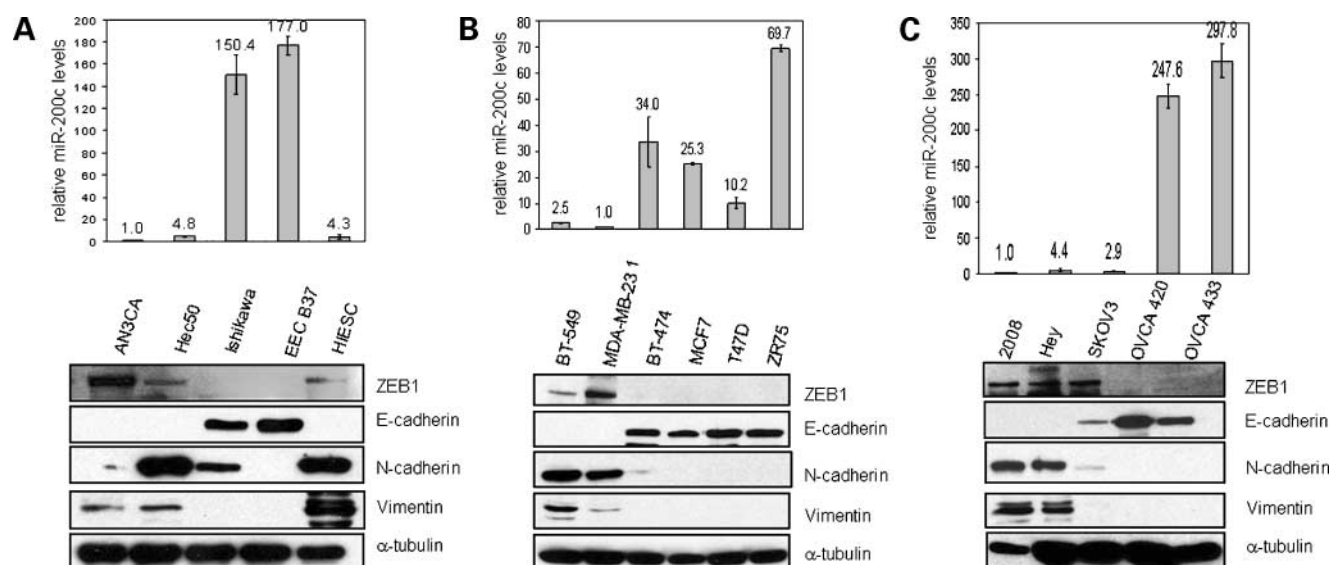 A
relative miR-200c levels
200
180
160
140
120
100
80
60
40
20
0
1.0
4.8
150.4
177.0
4.3
AN3CA
Hec50
Ishikawa
EEC B37
HIESC
ZEB1
E-cadherin
N-cadherin
Vimentin
α-tubulin
B
relative miR-200c levels
80
70
60
50
40
30
20
10
0
2.5
1.0
34.0
25.3
10.2
69.7
BT-549
MDA-MB-23 1
BT-474
MCF7
T47D
ZR75
ZEB1
E-cadherin
N-cadherin
Vimentin
α-tubulin
C
relative miR-200c levels
350
300
250
200
150
100
50
0
1.0
4.4
2.9
247.6
297.8
2008
Hey
SKOV3
OVCA 420
OVCA 433
ZEB1
E-cadherin
N-cadherin
Vimentin
α-tubulin